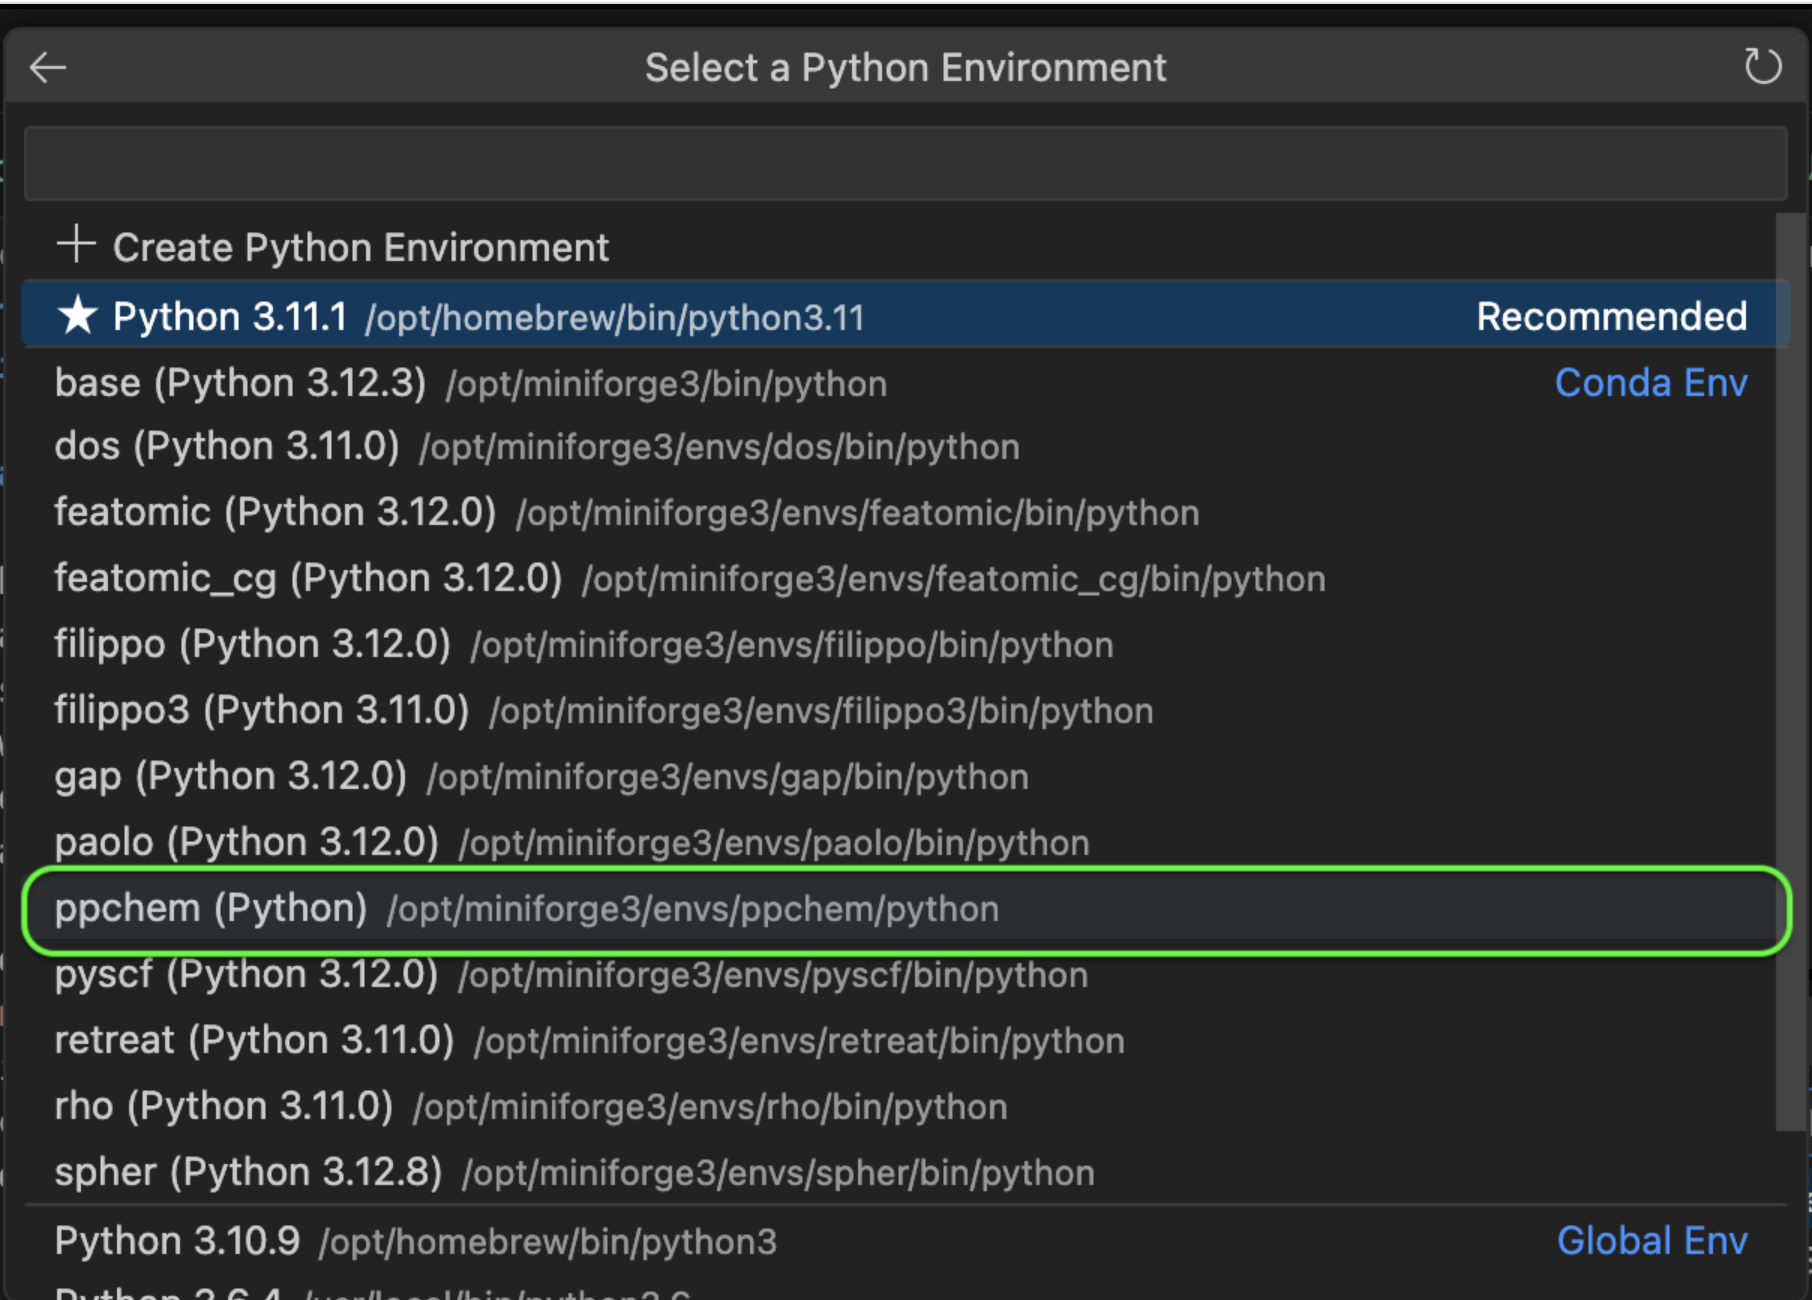 Select a Python Environment
Create Python Environment
Python 3.11.1 /opt/homebrew/bin/python3.11 Recommended
base (Python 3.12.3) /opt/miniforge3/bin/python Conda Env
dos (Python 3.11.0) /opt/miniforge3/envs/dos/bin/python
featomic (Python 3.12.0) /opt/miniforge3/envs/featomic/bin/python
featomic_cg (Python 3.12.0) /opt/miniforge3/envs/featomic_cg/bin/python
filippo (Python 3.12.0) /opt/miniforge3/envs/filippo/bin/python
filippo3 (Python 3.11.0) /opt/miniforge3/envs/filippo3/bin/python
gap (Python 3.12.0) /opt/miniforge3/envs/gap/bin/python
paolo (Python 3.12.0) /opt/miniforge3/envs/paolo/bin/python
ppchem (Python) /opt/miniforge3/envs/ppchem/python
pyscf (Python 3.12.0) /opt/miniforge3/envs/pyscf/bin/python
retreat (Python 3.11.0) /opt/miniforge3/envs/retreat/bin/python
rho (Python 3.11.0) /opt/miniforge3/envs/rho/bin/python
spher (Python 3.12.8) /opt/miniforge3/envs/spher/bin/python
Python 3.10.9 /opt/homebrew/bin/python3 Global Env
Python 3.6.4